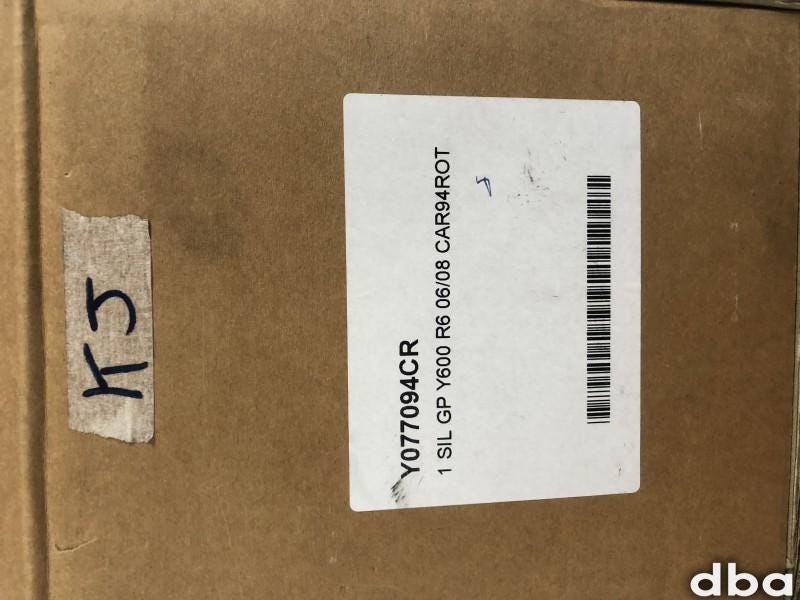 K5
Y077094CR
1 SIL GP Y600 R6 06/08 CAR94ROT
dba